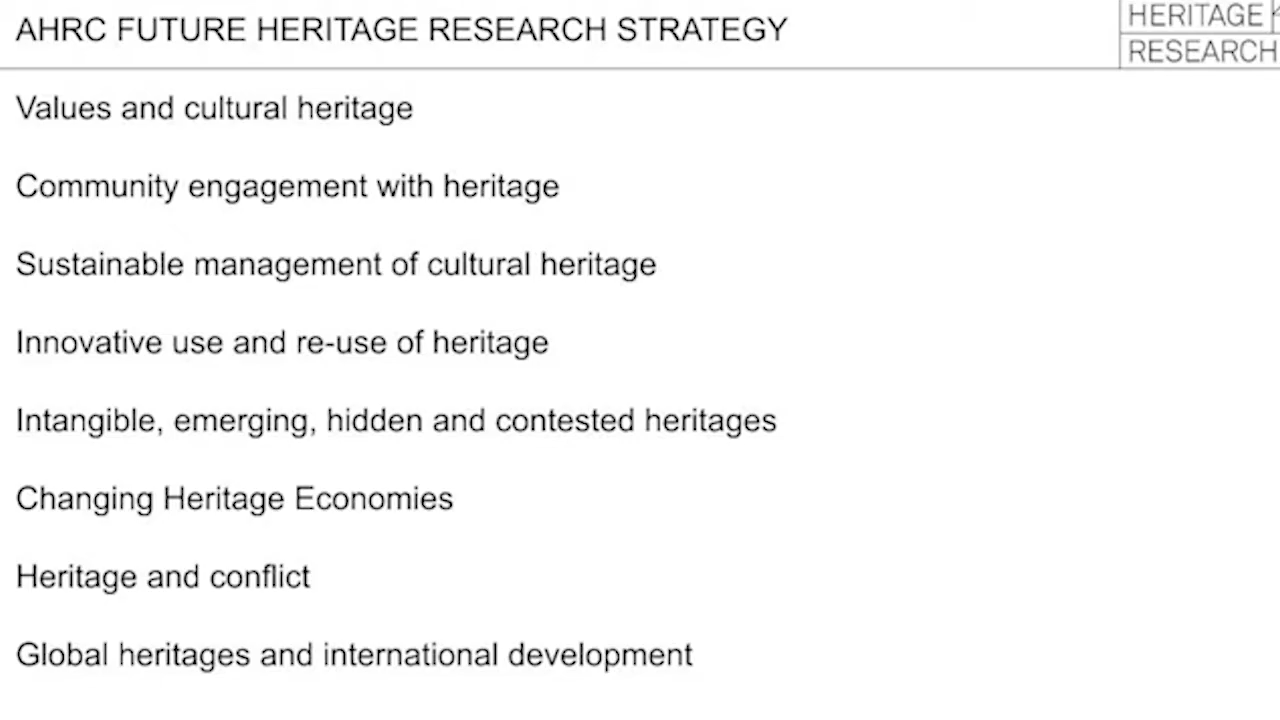 AHRC FUTURE HERITAGE RESEARCH STRATEGY
HERITAGE
RESEARCH
Values and cultural heritage
Community engagement with heritage
Sustainable management of cultural heritage
Innovative use and re-use of heritage
Intangible, emerging, hidden and contested heritages
Changing Heritage Economies
Heritage and conflict
Global heritages and international development